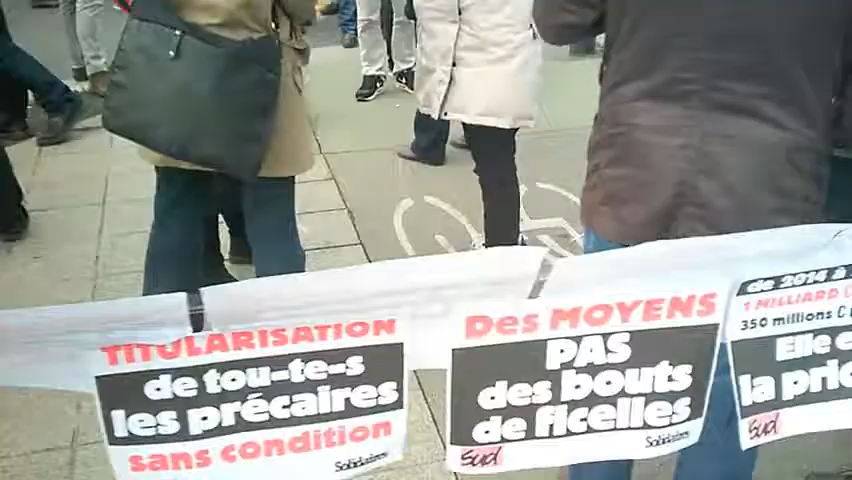 TITULARISATION
de tou-te-s
les précaires
sans condition
Solidaires
Des MOYENS
PAS
des bouts
de ficelles
Solidaires
Sud
de 2014 à
1 MILLIARD
350 millions €
Elle
la
Sud